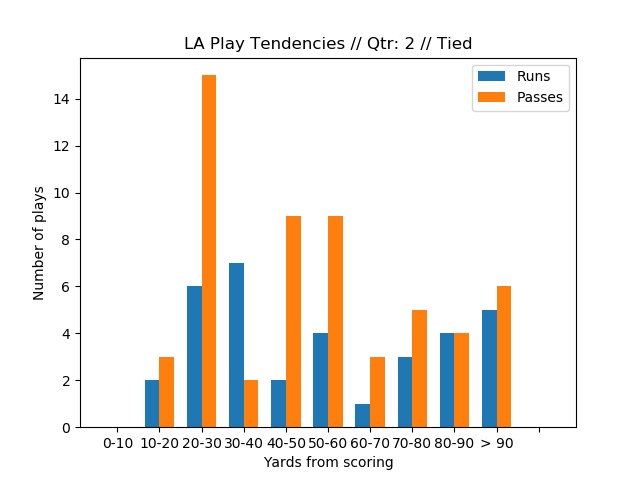 LA Play Tendencies // Qtr: 2 // Tied
Runs
Passes
Number of plays
14
12
10
8
6
4
2
0
0-10 10-20 20-30 30-40 40-50 50-60 60-70 70-80 80-90 > 90
Yards from scoring